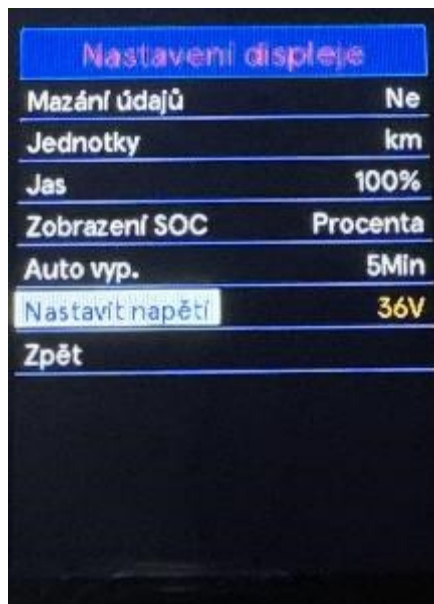 Nastavení displeje
Mazání údajů Ne
Jednotky km
Jas 100%
Zobrazení SOC Procenta
Auto vyp. 5Min
Nastavit napětí 36V
Zpět